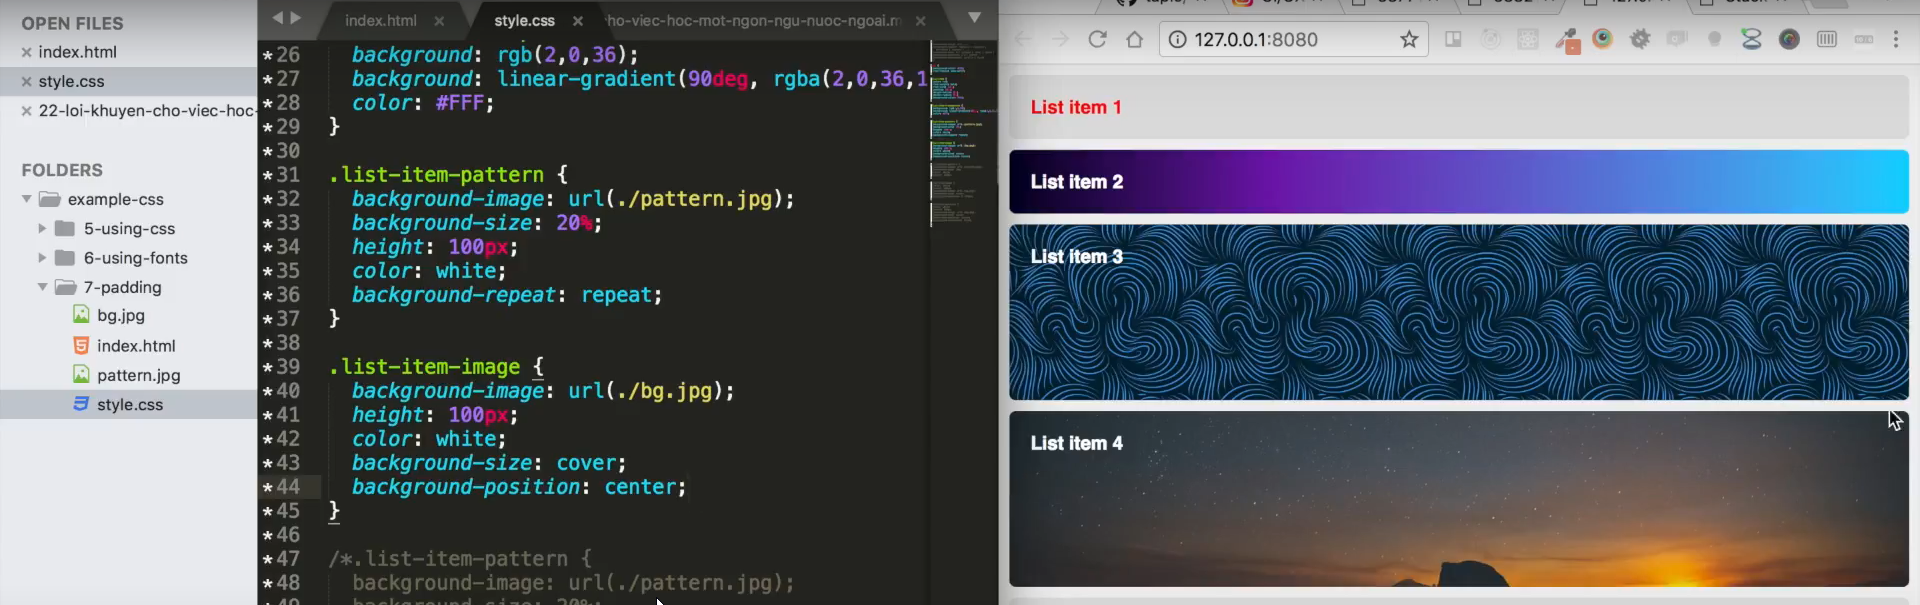 OPEN FILES
index.html
style.css
22-loi-khuyen-cho-viec-hoc-
FOLDERS
example-css
5-using-css
6-using-fonts
7-padding
bg.jpg
index.html
pattern.jpg
style.css
index.html
style.css
ho-viec-hoc-mot-ngon-ngu-nuoc-ngoai.m
*26 background: rgb(2,0,36);
*27 background: linear-gradient(90deg, rgba(2,0,36,1
*28 color: #FFF;
*29 }
*30
*31 .list-item-pattern {
*32 background-image: url(./pattern.jpg);
*33 background-size: 20%;
*34 height: 100px;
*35 color: white;
*36 background-repeat: repeat;
*37 }
*38
*39 .list-item-image {
*40 background-image: url(./bg.jpg);
*41 height: 100px;
*42 color: white;
*43 background-size: cover;
*44 background-position: center;
*45 }
*46
*47 /*.list-item-pattern {
*48 background-image: url(./pattern.jpg);
127.0.0.1:8080
List item 1
List item 2
List item 3
List item 4